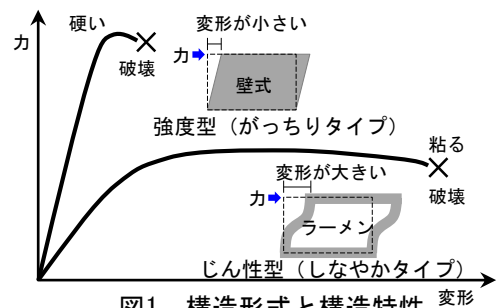 変形が小さい
硬い
力
力
破壊
壁式
強度型（がっちりタイプ）
粘る
変形が大きい
破壊
力
ラーメン
じん性型（しなやかタイプ）
変形
図1 構造形式と構造特性